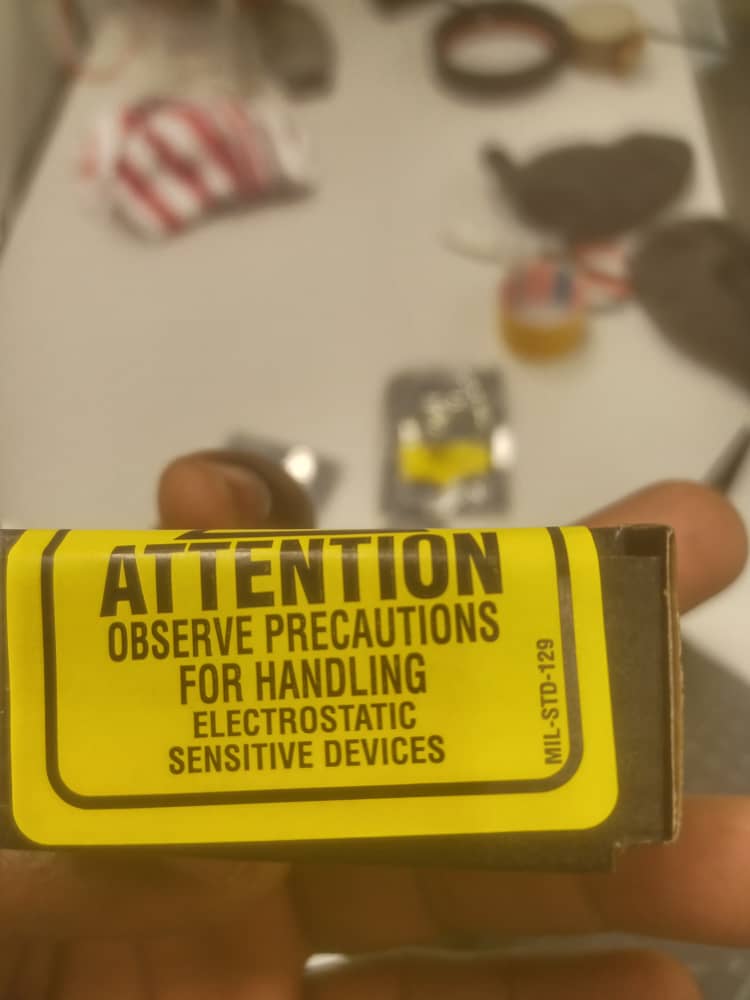 ATTENTION
OBSERVE PRECAUTIONS
FOR HANDLING
ELECTROSTATIC
SENSITIVE DEVICES
MIL-STD-129